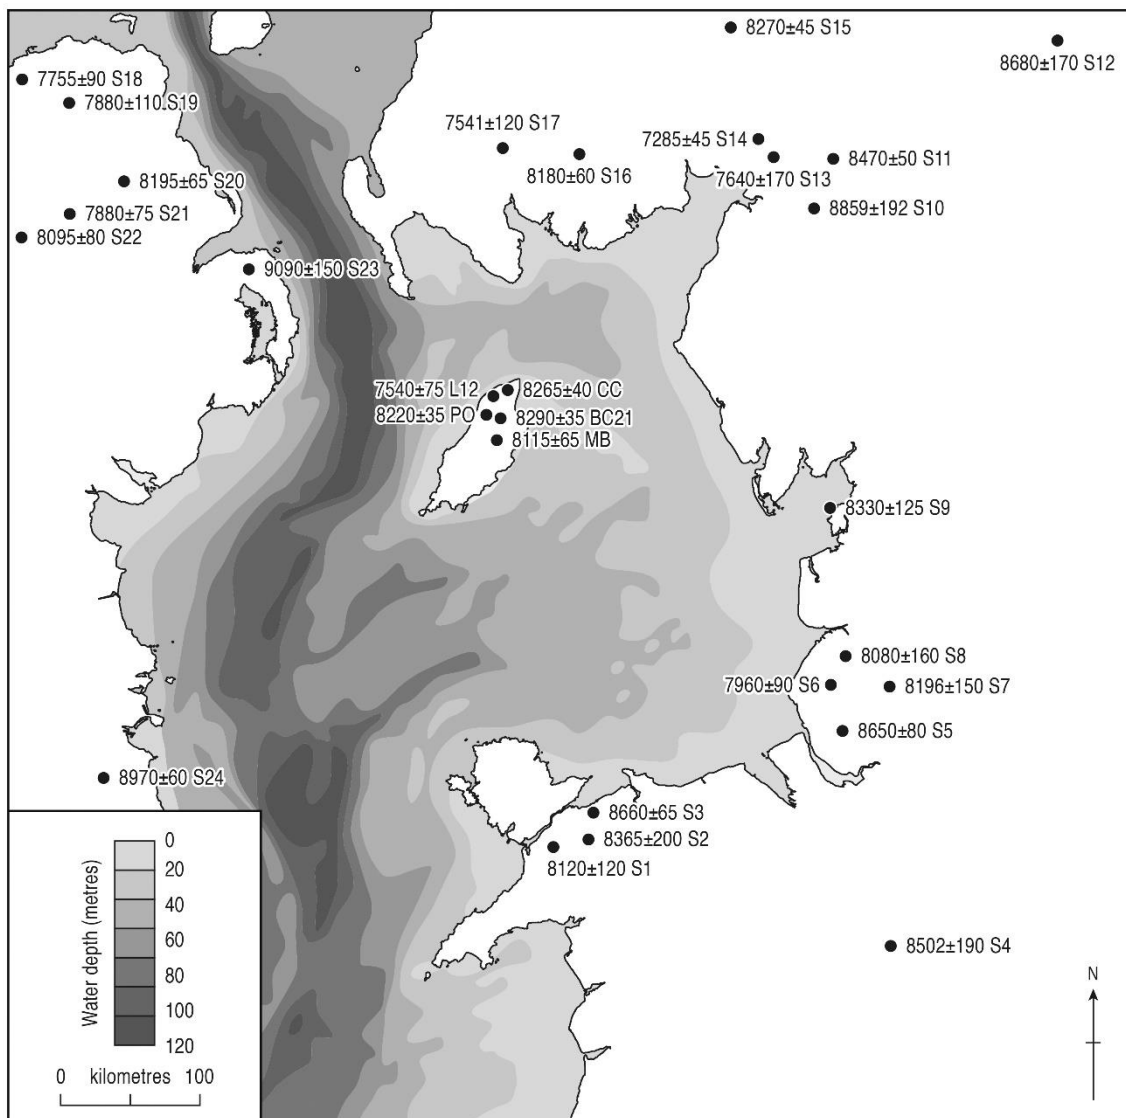 8270±45 S15
8680±170 S12
7755±90 S18
7880±110 S19
7541±120 S17
8180±60 S16
7285±45 S14
7640±170 S13
8470±50 S11
8195±65 S20
7880±75 S21
8859±192 S10
8095±80 S22
9090±150 S23
7540±75 L12
8265±40 CC
8220±35 PO
8290±35 BC21
8115±65 MB
8330±125 S9
8080±160 S8
7960±90 S6
8196±150 S7
8650±80 S5
8970±60 S24
8660±65 S3
8365±200 S2
8120±120 S1
8502±190 S4
Water depth (metres)
0
20
40
60
80
100
120
0 kilometres 100
N